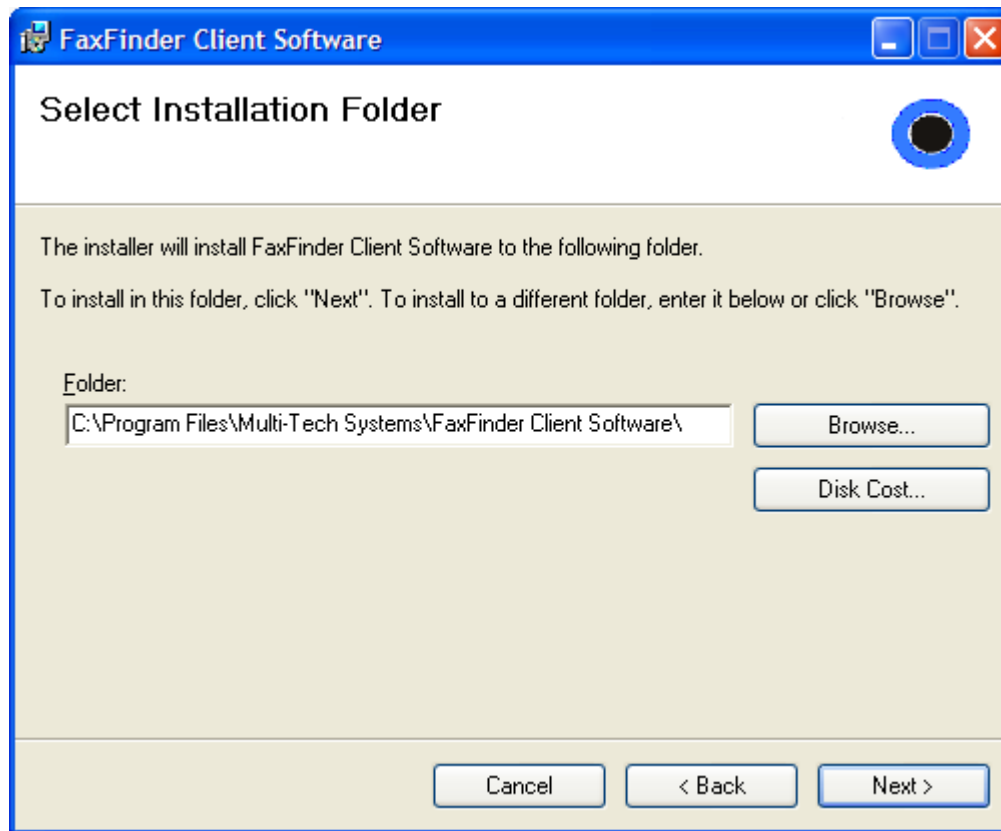 FaxFinder Client Software
Select Installation Folder
The installer will install FaxFinder Client Software to the following folder.
To install in this folder, click "Next". To install to a different folder, enter it below or click "Browse".
Folder:
C:\Program Files\Multi-Tech Systems\FaxFinder Client Software\
Browse...
Disk Cost...
Cancel
< Back
Next >